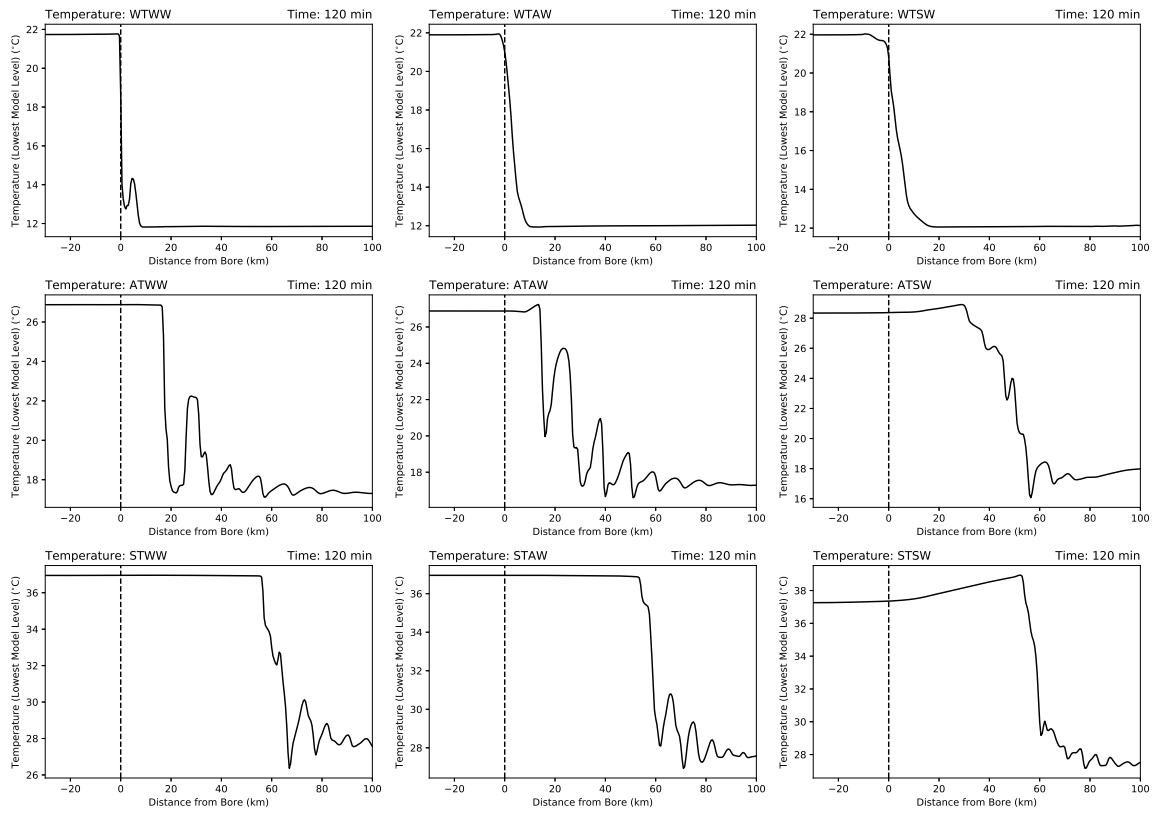 Temperature: WTWW Time: 120 min
Temperature (Lowest Model Level) (°C)
22
20
18
16
14
12
−20 0 20 40 60 80 100
Distance from Bore (km)
Temperature: WTAW Time: 120 min
Temperature (Lowest Model Level) (°C)
22
20
18
16
14
12
−20 0 20 40 60 80 100
Distance from Bore (km)
Temperature: WTSW Time: 120 min
Temperature (Lowest Model Level) (°C)
22
20
18
16
14
12
−20 0 20 40 60 80 100
Distance from Bore (km)
Temperature: ATWW Time: 120 min
Temperature (Lowest Model Level) (°C)
26
24
22
20
18
−20 0 20 40 60 80 100
Distance from Bore (km)
Temperature: ATAW Time: 120 min
Temperature (Lowest Model Level) (°C)
26
24
22
20
18
−20 0 20 40 60 80 100
Distance from Bore (km)
Temperature: ATSW Time: 120 min
Temperature (Lowest Model Level) (°C)
28
26
24
22
20
18
16
−20 0 20 40 60 80 100
Distance from Bore (km)
Temperature: STWW Time: 120 min
Temperature (Lowest Model Level) (°C)
36
34
32
30
28
26
−20 0 20 40 60 80 100
Distance from Bore (km)
Temperature: STAW Time: 120 min
Temperature (Lowest Model Level) (°C)
36
34
32
30
28
−20 0 20 40 60 80 100
Distance from Bore (km)
Temperature: STSW Time: 120 min
Temperature (Lowest Model Level) (°C)
38
36
34
32
30
28
−20 0 20 40 60 80 100
Distance from Bore (km)